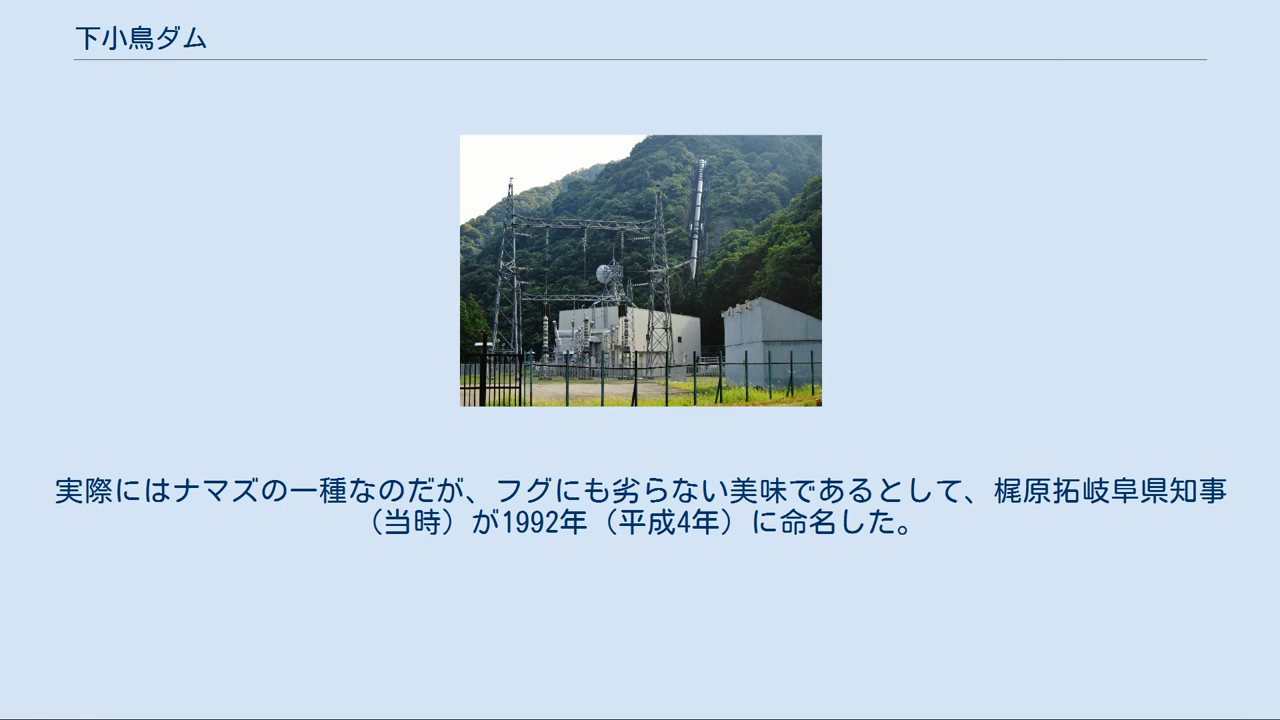 下小鳥ダム
実際にはナマズの一種なのだが、フグにも劣らない美味であるとして、梶原拓岐阜県知事
（当時）が1992年（平成4年）に命名した。